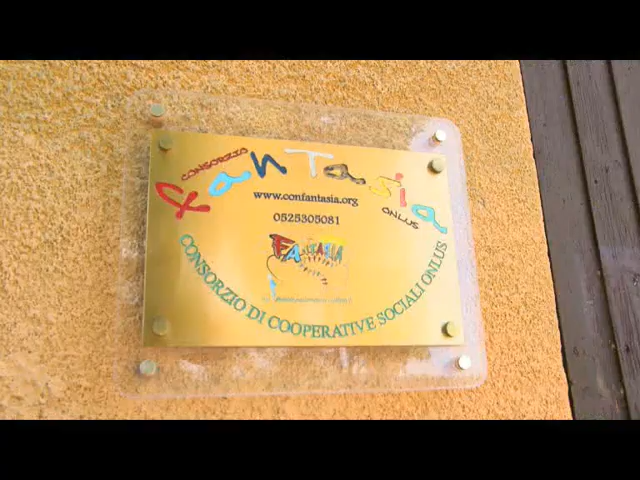 CONSORZIO
fanTasia
ONLUS
www.confantasia.org
0525305081
FANTASIA
CONSORZIO DI COOPERATIVE SOCIALI ONLUS